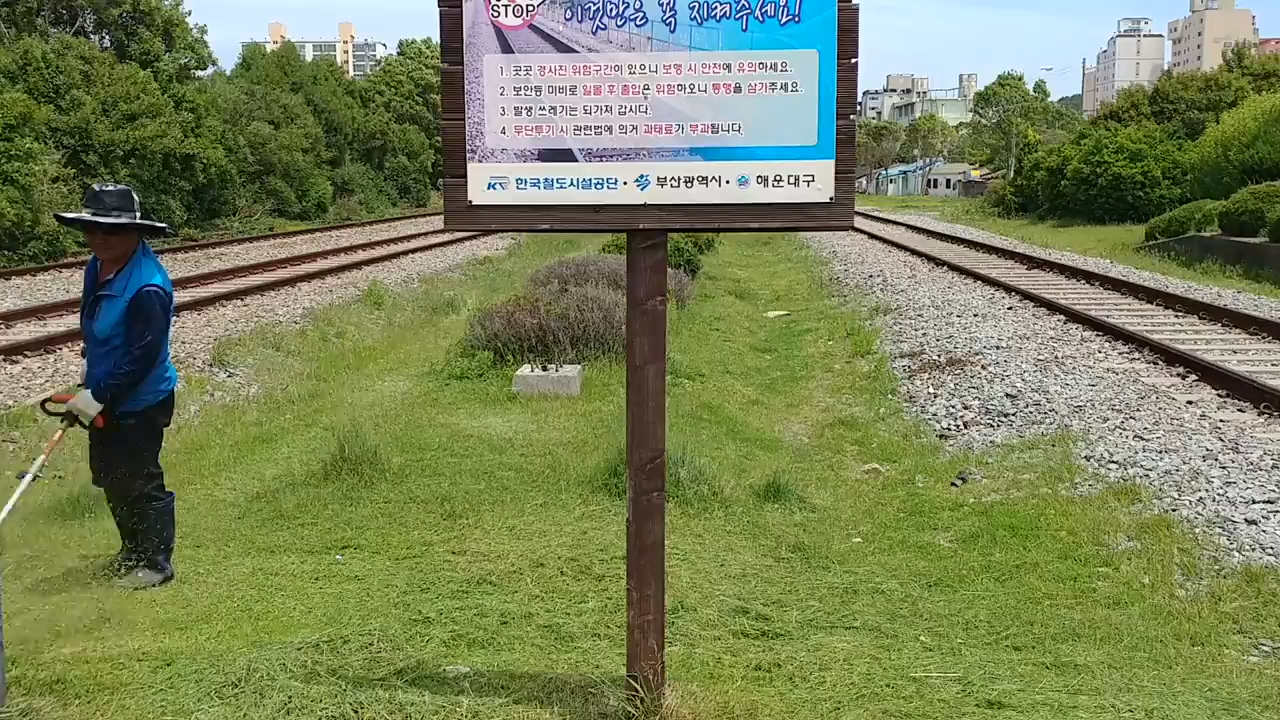 STOP 이것만은 꼭 지켜주세요!
1. 곳곳 경사진 위험구간이 있으니 보행 시 안전에 유의하세요.
2. 보안등 미비로 일몰 후 출입은 위험하오니 통행을 삼가주세요.
3. 발생 쓰레기는 되가져 갑시다.
4. 무단투기 시 관련법에 의거 과태료가 부과됩니다.
KR 한국철도시설공단 · 부산광역시 · 해운대구